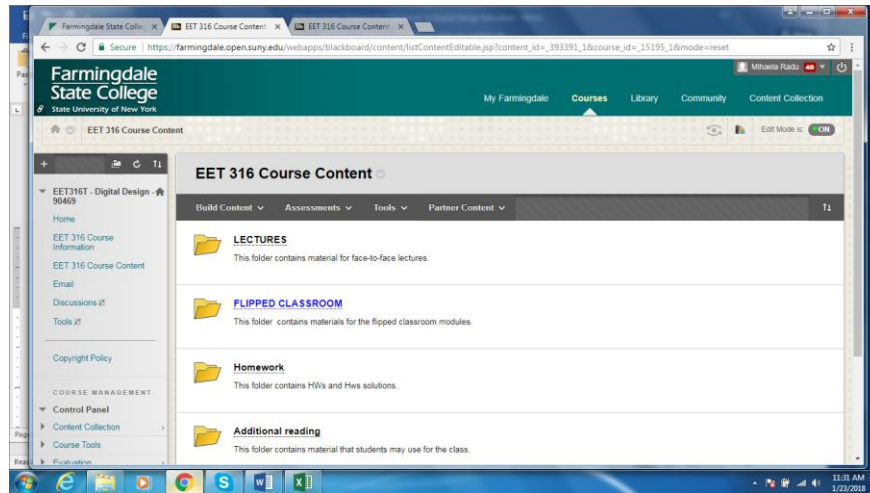 Farmingdale State Colle
EET 316 Course Content
EET 316 Course Content
Secure
https://farmingdale.open.suny.edu/webapps/blackboard/content/listContentEditable.jsp?content_id=_393391_1&course_id=_15195_1&mode=reset
Farmingdale
State College
State University of New York
Mihaela Radu 40
My Farmingdale
Courses
Library
Community
Content Collection
EET 316 Course Content
Edit Mode is: ON
EET316T - Digital Design - 90469
Home
EET 316 Course
Information
EET 316 Course Content
Email
Discussions
Tools
Copyright Policy
COURSE MANAGEMENT
Control Panel
Content Collection
Course Tools
Evaluation
EET 316 Course Content
Build Content
Assessments
Tools
Partner Content
LECTURES
This folder contains material for face-to-face lectures.
FLIPPED CLASSROOM
This folder contains materials for the flipped classroom modules.
Homework
This folder contains HWs and Hws solutions.
Additional reading
This folder contains material that students may use for the class.
11:31 AM
1/23/2018